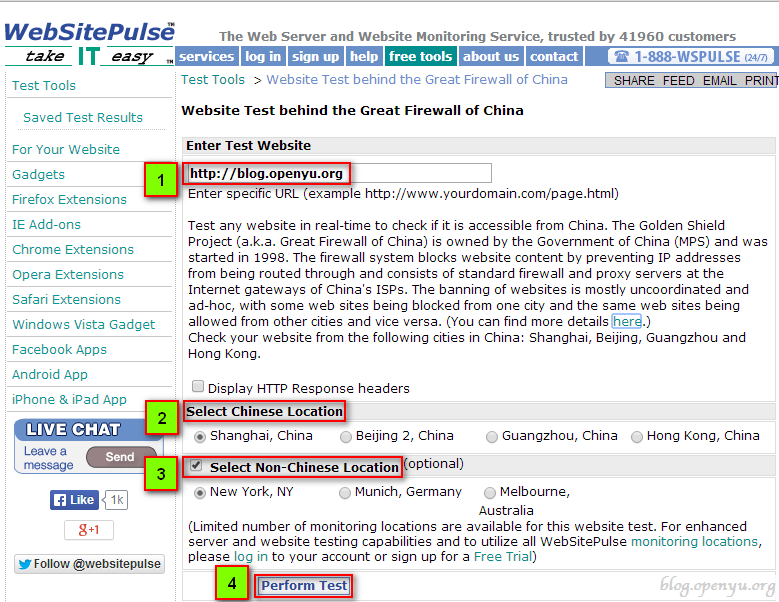 WebSitePulse™
take IT easy™
The Web Server and Website Monitoring Service, trusted by 41960 customers
services log in sign up help free tools about us contact
☎ 1-888-WSPULSE (24/7)
Test Tools > Website Test behind the Great Firewall of China
SHARE FEED EMAIL PRINT
Test Tools
Saved Test Results
For Your Website
Gadgets
Firefox Extensions
IE Add-ons
Chrome Extensions
Opera Extensions
Safari Extensions
Windows Vista Gadget
Facebook Apps
Android App
iPhone & iPad App
LIVE CHAT
Leave a
message
Send
Like 1k
g+1
Follow @websitepulse
Website Test behind the Great Firewall of China
Enter Test Website
1
http://blog.openyu.org
Enter specific URL (example http://www.yourdomain.com/page.html)
Test any website in real-time to check if it is accessible from China. The Golden Shield
Project (a.k.a. Great Firewall of China) is owned by the Government of China (MPS) and was
started in 1998. The firewall system blocks website content by preventing IP addresses
from being routed through and consists of standard firewall and proxy servers at the
Internet gateways of China's ISPs. The banning of websites is mostly uncoordinated and
ad-hoc, with some web sites being blocked from one city and the same web sites being
allowed from other cities and vice versa. (You can find more details here.)
Check your website from the following cities in China: Shanghai, Beijing, Guangzhou and
Hong Kong.
Display HTTP Response headers
2
Select Chinese Location
Shanghai, China Beijing 2, China Guangzhou, China Hong Kong, China
3
Select Non-Chinese Location (optional)
New York, NY Munich, Germany Melbourne,
Australia
(Limited number of monitoring locations are available for this website test. For enhanced
server and website testing capabilities and to utilize all WebSitePulse monitoring locations,
please log in to your account or sign up for a Free Trial)
4
Perform Test
blog.openyu.org